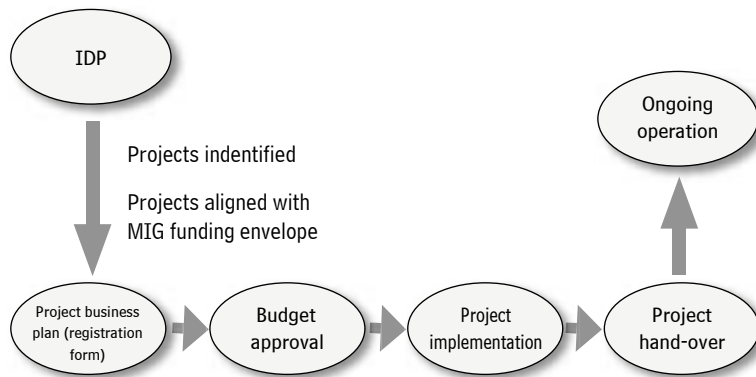 IDP
Projects indentified
Projects aligned with
MIG funding envelope
Ongoing
operation
Project business
plan (registration
form)
Budget
approval
Project
implementation
Project
hand-over